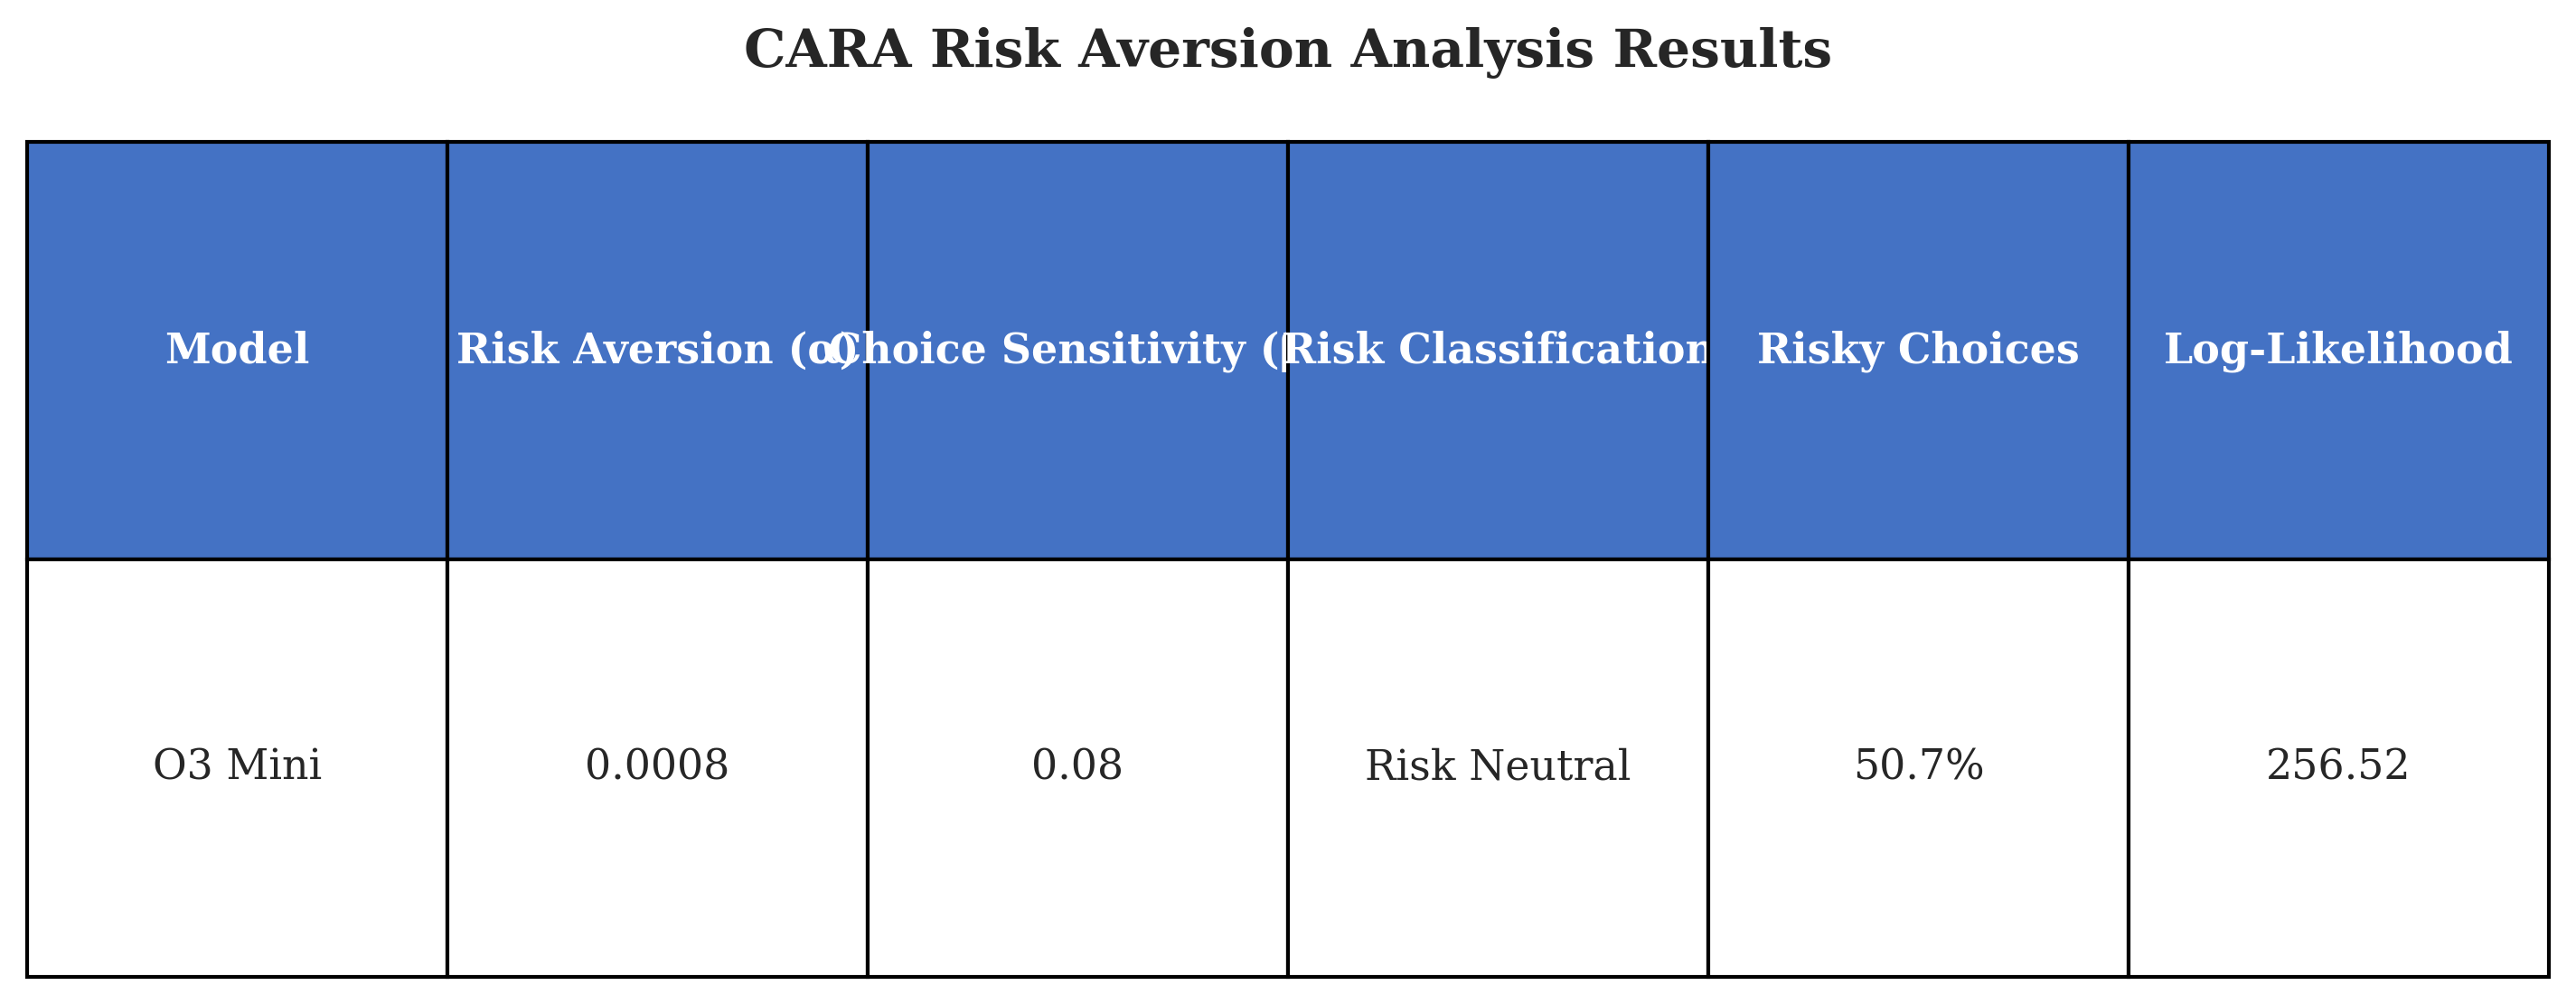 CARA Risk Aversion Analysis Results
Model Risk Aversion (α) Choice Sensitivity ( Risk Classification Risky Choices Log-Likelihood
O3 Mini 0.0008 0.08 Risk Neutral 50.7% 256.52